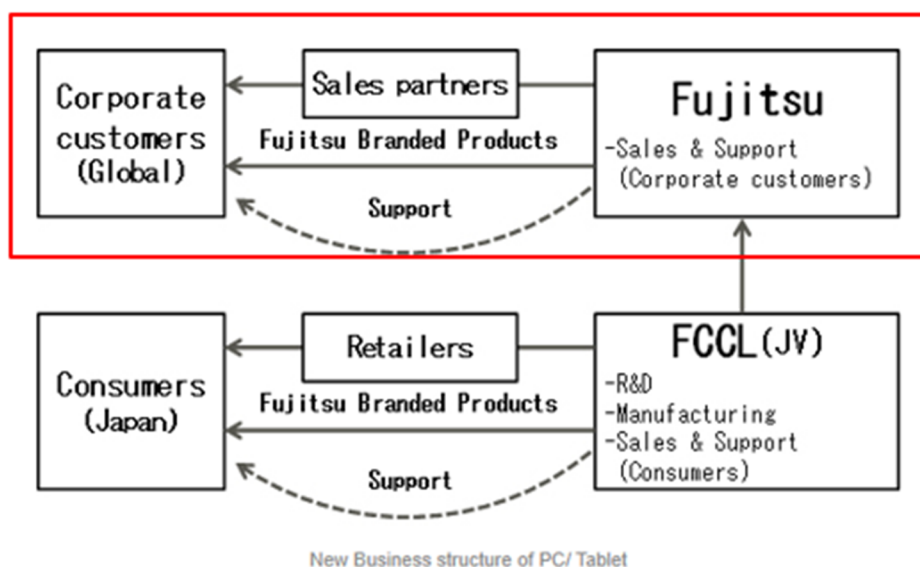 Corporate
customers
(Global)
Sales partners
Fujitsu Branded Products
Support
Fujitsu
-Sales & Support
(Corporate customers)
Consumers
(Japan)
Retailers
Fujitsu Branded Products
Support
FCCL(JV)
-R&D
-Manufacturing
-Sales & Support
(Consumers)
New Business structure of PC/ Tablet